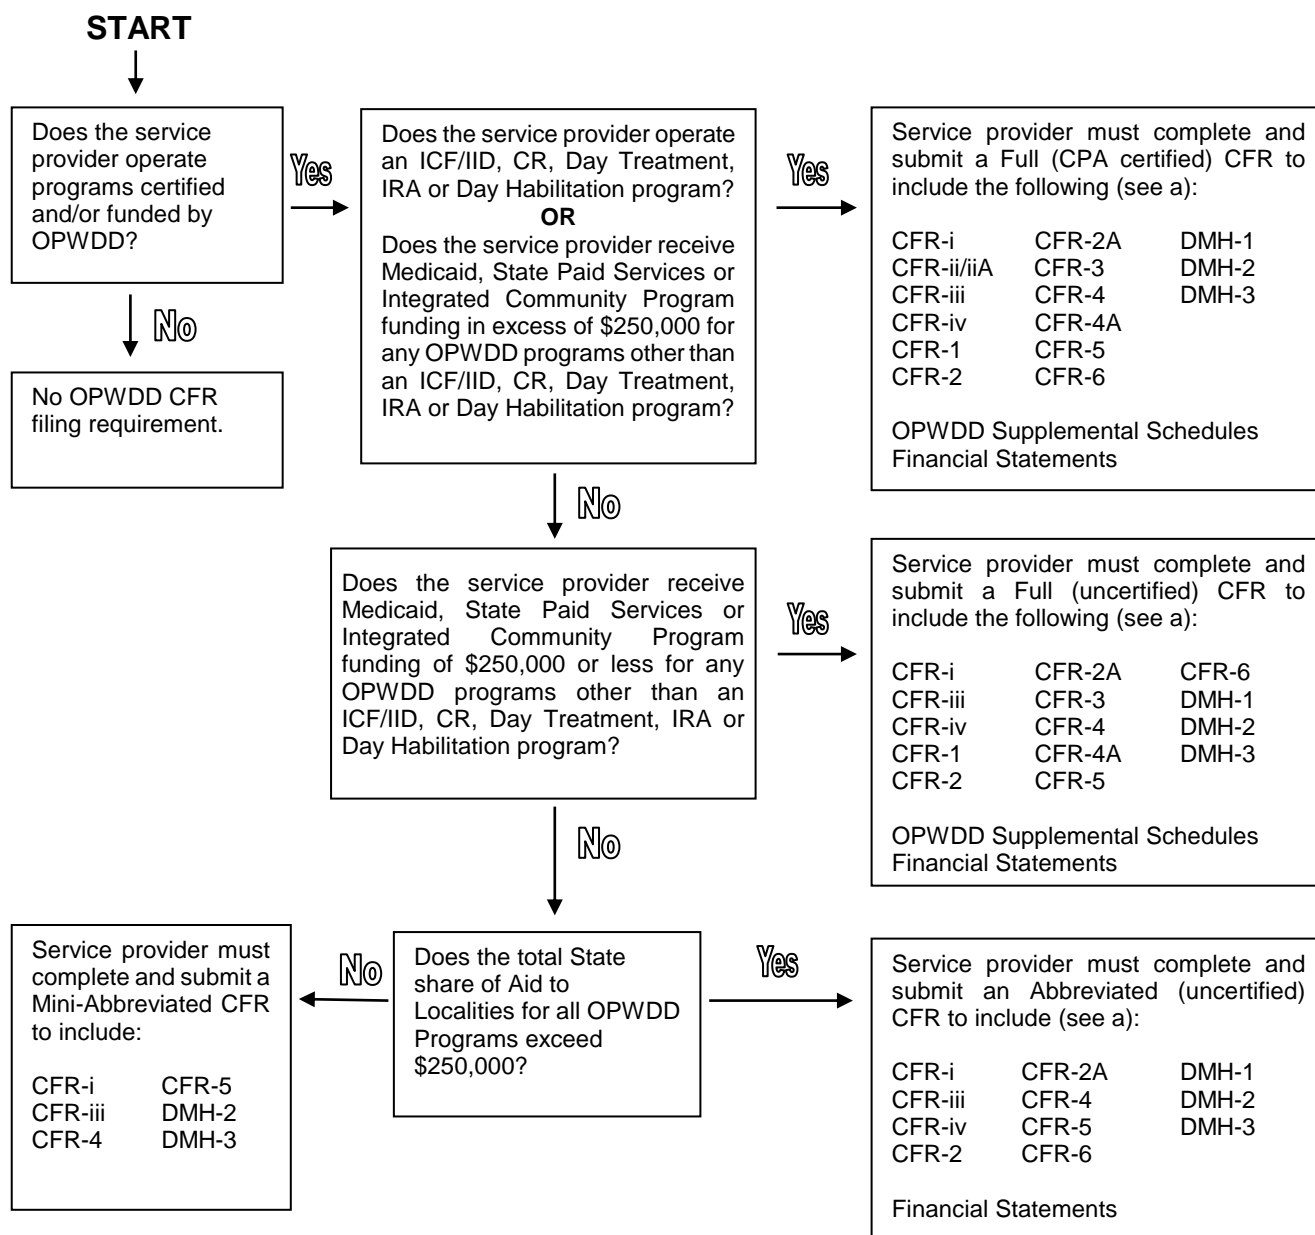 START
Does the service
provider operate
programs certified
and/or funded by
OPWDD?
Yes
Does the service provider operate
an ICF/IID, CR, Day Treatment,
IRA or Day Habilitation program?
OR
Does the service provider receive
Medicaid, State Paid Services or
Integrated Community Program
funding in excess of $250,000 for
any OPWDD programs other than
an ICF/IID, CR, Day Treatment,
IRA or Day Habilitation program?
Yes
Service provider must complete and
submit a Full (CPA certified) CFR to
include the following (see a):
CFR-i CFR-2A DMH-1
CFR-ii/iiA CFR-3 DMH-2
CFR-iii CFR-4 DMH-3
CFR-iv CFR-4A
CFR-1 CFR-5
CFR-2 CFR-6
OPWDD Supplemental Schedules
Financial Statements
No
No OPWDD CFR
filing requirement.
No
Does the service provider receive
Medicaid, State Paid Services or
Integrated Community Program
funding of $250,000 or less for any
OPWDD programs other than an
ICF/IID, CR, Day Treatment, IRA or
Day Habilitation program?
Yes
Service provider must complete and
submit a Full (uncertified) CFR to
include the following (see a):
CFR-i CFR-2A CFR-6
CFR-iii CFR-3 DMH-1
CFR-iv CFR-4 DMH-2
CFR-1 CFR-4A DMH-3
CFR-2 CFR-5
OPWDD Supplemental Schedules
Financial Statements
No
Does the total State
share of Aid to
Localities for all OPWDD
Programs exceed
$250,000?
No
Service provider must
complete and submit a
Mini-Abbreviated CFR
to include:
CFR-i CFR-5
CFR-iii DMH-2
CFR-4 DMH-3
Yes
Service provider must complete and
submit an Abbreviated (uncertified)
CFR to include (see a):
CFR-i CFR-2A DMH-1
CFR-iii CFR-4 DMH-2
CFR-iv CFR-5 DMH-3
CFR-2 CFR-6
Financial Statements